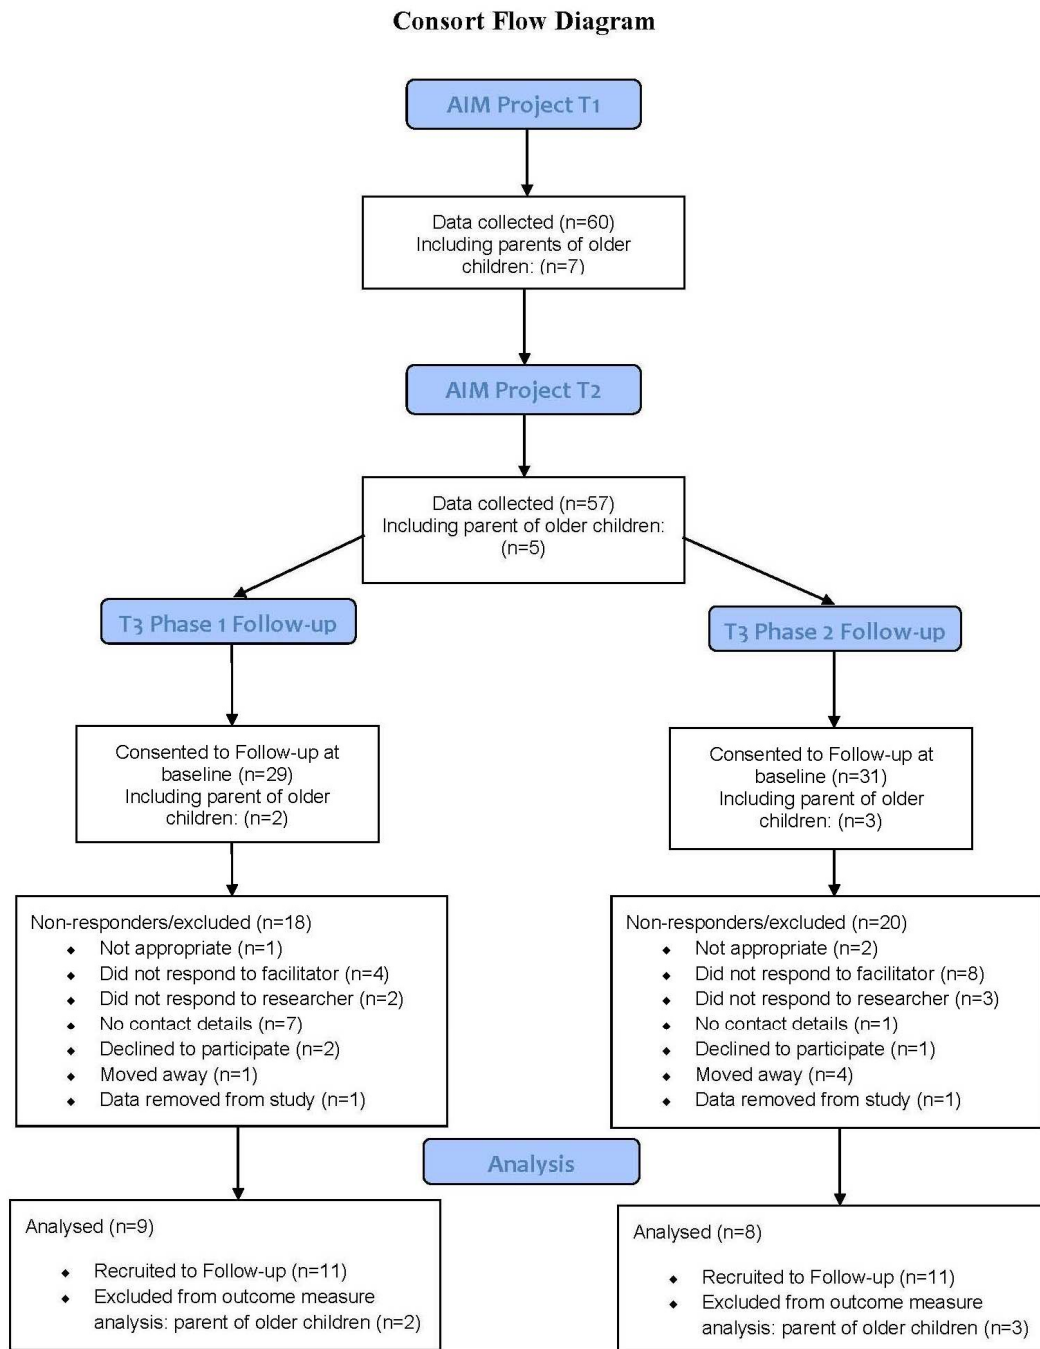 Consort Flow Diagram
AIM Project T1
Data collected (n=60)
Including parents of older
children: (n=7)
AIM Project T2
Data collected (n=57)
Including parent of older children:
(n=5)
T3 Phase 1 Follow-up
T3 Phase 2 Follow-up
Consented to Follow-up at
baseline (n=29)
Including parent of older
children: (n=2)
Consented to Follow-up at
baseline (n=31)
Including parent of older
children: (n=3)
Non-responders/excluded (n=18)
◆ Not appropriate (n=1)
◆ Did not respond to facilitator (n=4)
◆ Did not respond to researcher (n=2)
◆ No contact details (n=7)
◆ Declined to participate (n=2)
◆ Moved away (n=1)
◆ Data removed from study (n=1)
Non-responders/excluded (n=20)
◆ Not appropriate (n=2)
◆ Did not respond to facilitator (n=8)
◆ Did not respond to researcher (n=3)
◆ No contact details (n=1)
◆ Declined to participate (n=1)
◆ Moved away (n=4)
◆ Data removed from study (n=1)
Analysis
Analysed (n=9)
◆ Recruited to Follow-up (n=11)
◆ Excluded from outcome measure
analysis: parent of older children (n=2)
Analysed (n=8)
◆ Recruited to Follow-up (n=11)
◆ Excluded from outcome measure
analysis: parent of older children (n=3)